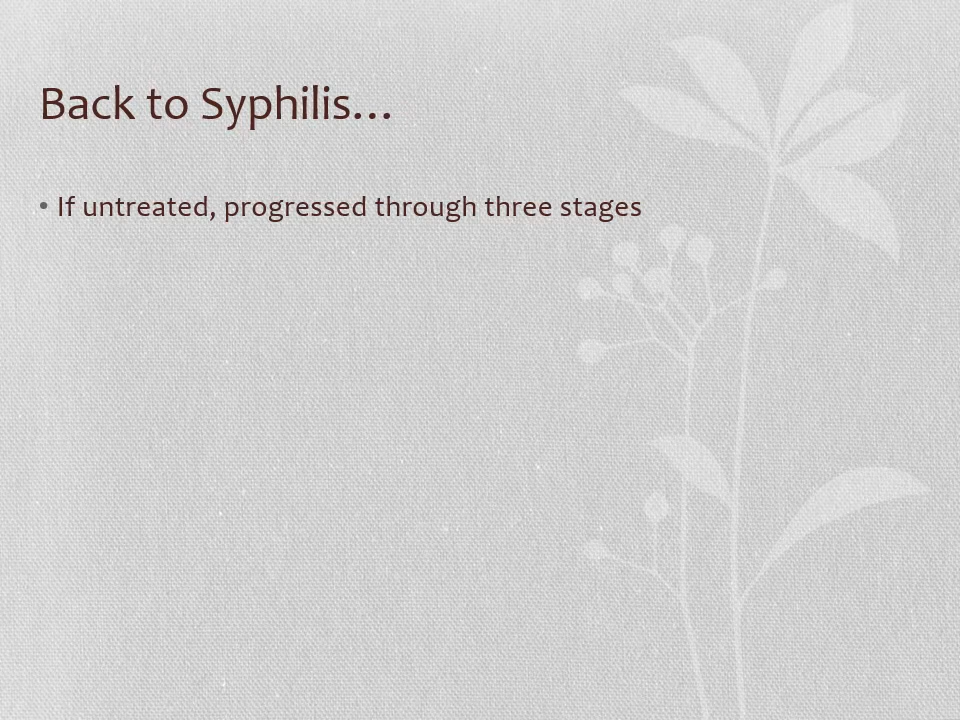 Back to Syphilis…
• If untreated, progressed through three stages